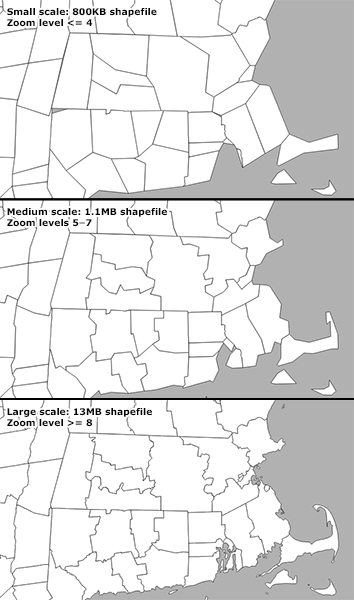 Small scale: 800KB shapefile
Zoom level <= 4
Medium scale: 1.1MB shapefile
Zoom levels 5–7
Large scale: 13MB shapefile
Zoom level >= 8